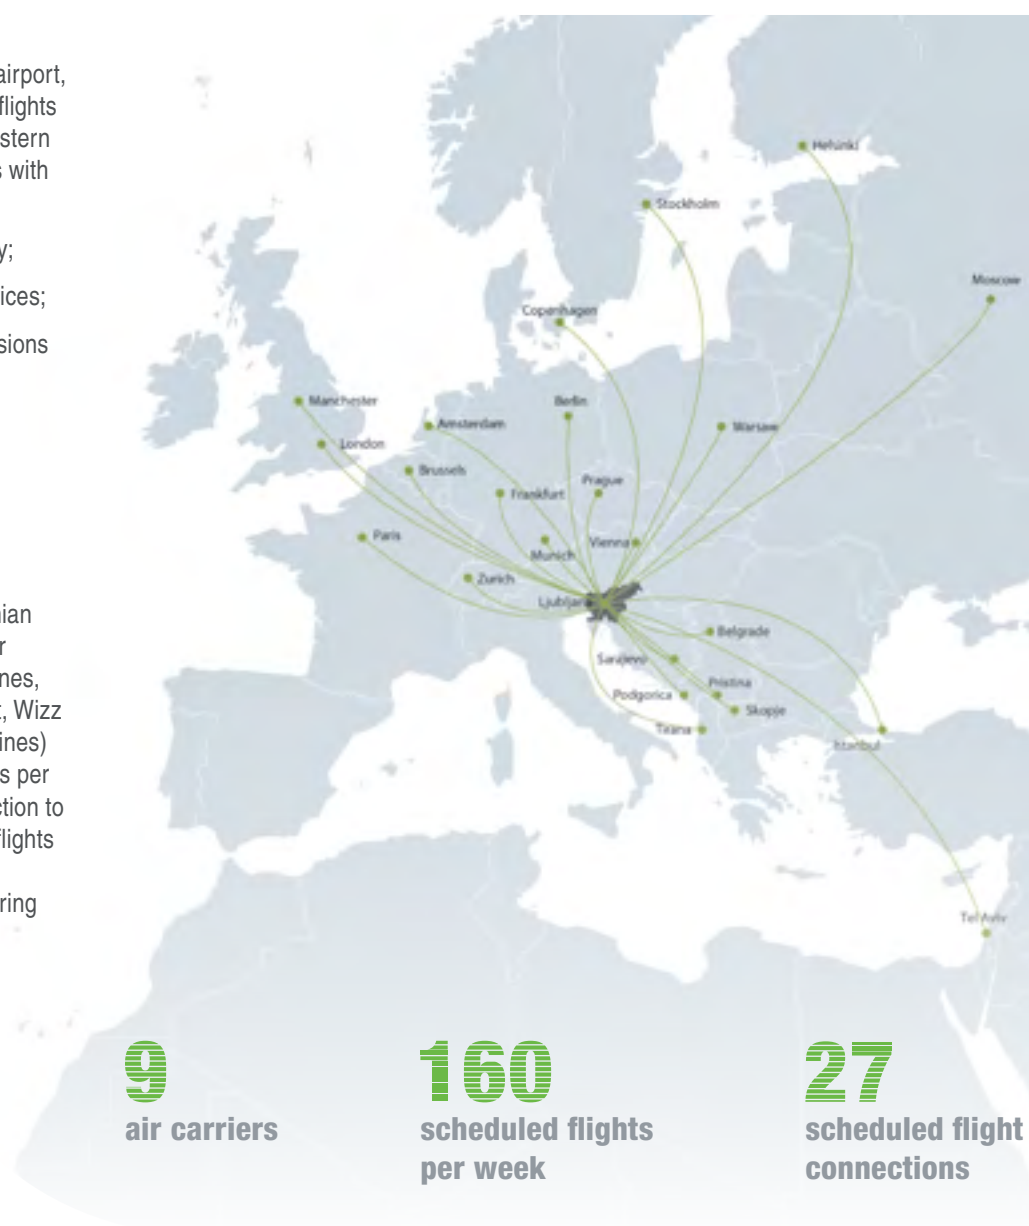 airport,
flights
stern
s with
y;
ices;
sions
nian
r
nes,
t, Wizz
ines)
s per
ction to
flights
ring
Helsinki
Stockholm
Moscow
Copenhagen
Manchester
Berlin
Amsterdam
Warsaw
London
Brussels
Prague
Frankfurt
Paris
Vienna
Munich
Zurich
Ljubljana
Belgrade
Sarajevo
Pristina
Podgorica
Skopje
Tirana
Istanbul
Tel Aviv
9
air carriers
160
scheduled flights
per week
27
scheduled flight
connections